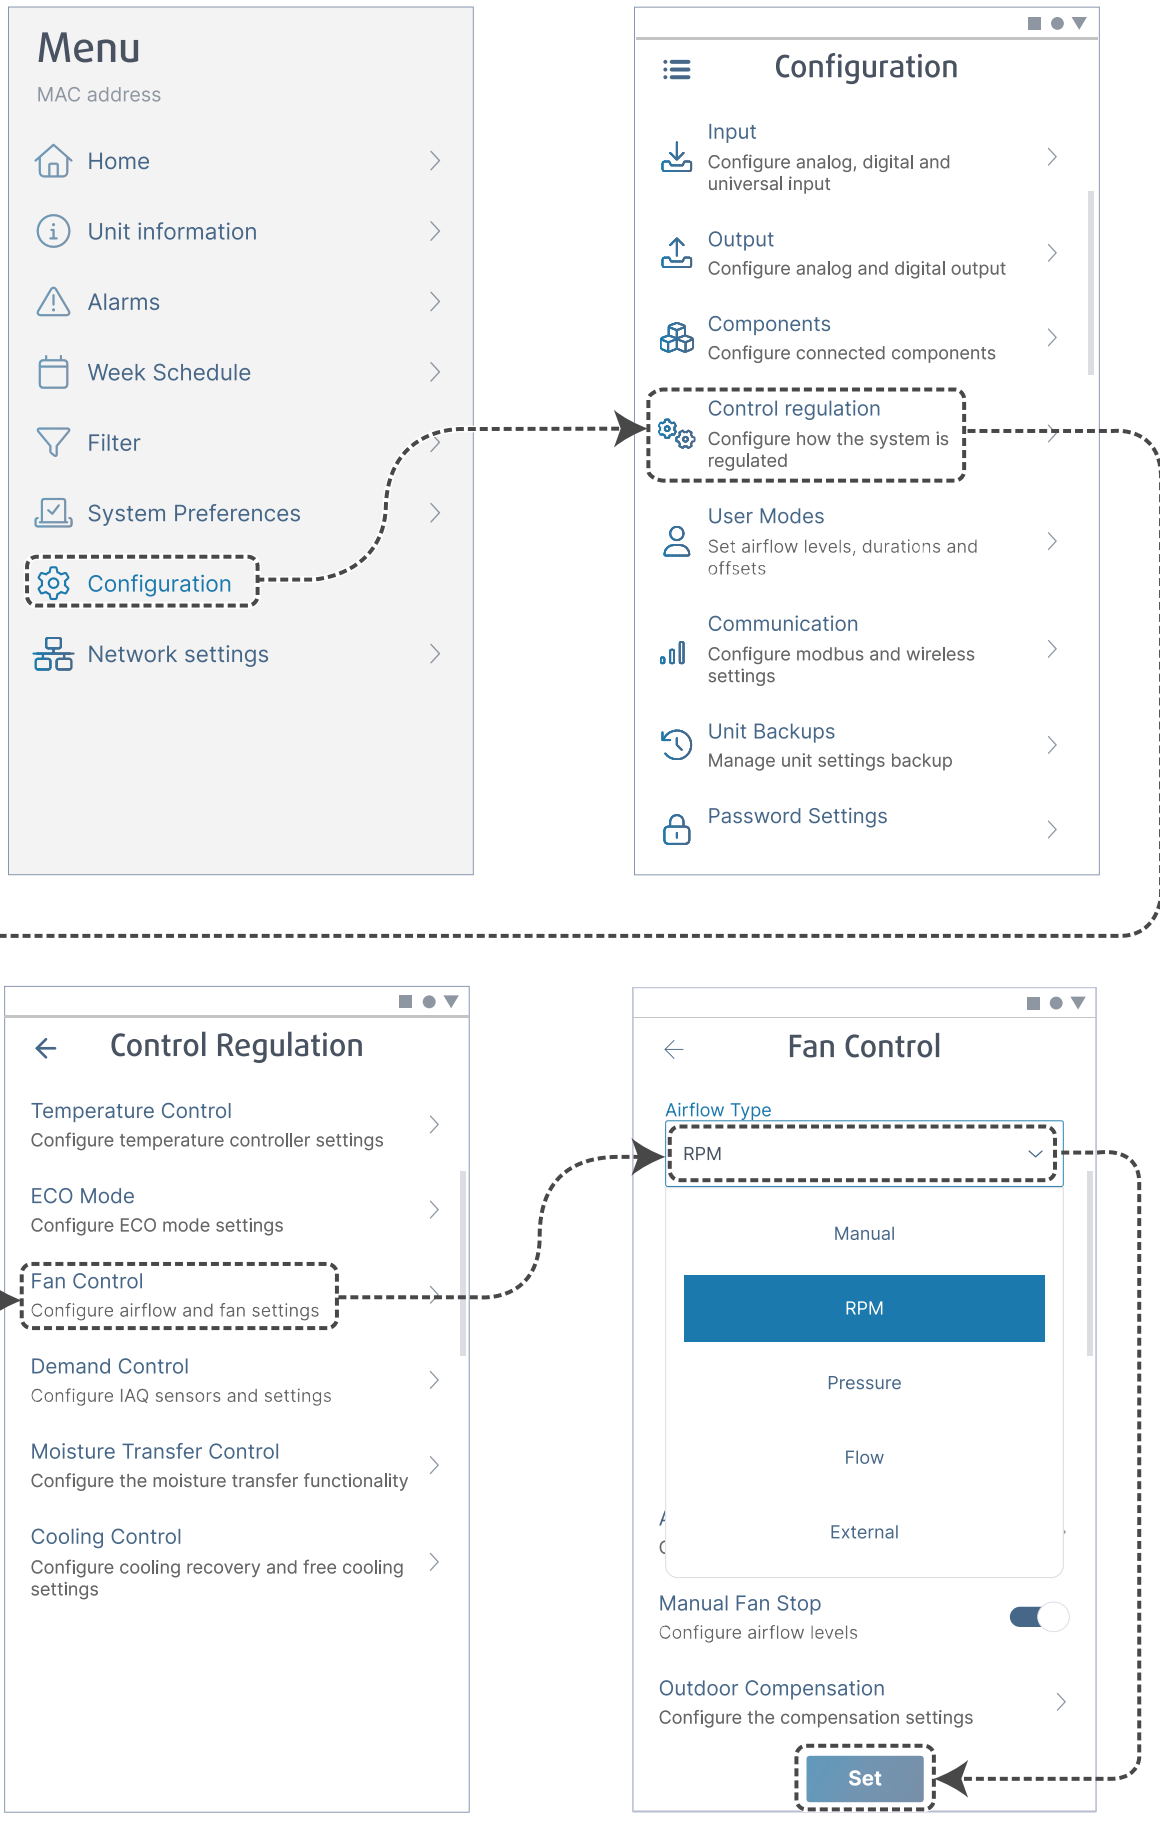 Menu
MAC address
Home
Unit information
Alarms
Week Schedule
Filter
System Preferences
Configuration
Network settings
Configuration
Input
Configure analog, digital and
universal input
Output
Configure analog and digital output
Components
Configure connected components
Control regulation
Configure how the system is
regulated
User Modes
Set airflow levels, durations and
offsets
Communication
Configure modbus and wireless
settings
Unit Backups
Manage unit settings backup
Password Settings
Control Regulation
Temperature Control
Configure temperature controller settings
ECO Mode
Configure ECO mode settings
Fan Control
Configure airflow and fan settings
Demand Control
Configure IAQ sensors and settings
Moisture Transfer Control
Configure the moisture transfer functionality
Cooling Control
Configure cooling recovery and free cooling
settings
Fan Control
Airflow Type
RPM
Manual
RPM
Pressure
Flow
External
Manual Fan Stop
Configure airflow levels
Outdoor Compensation
Configure the compensation settings
Set